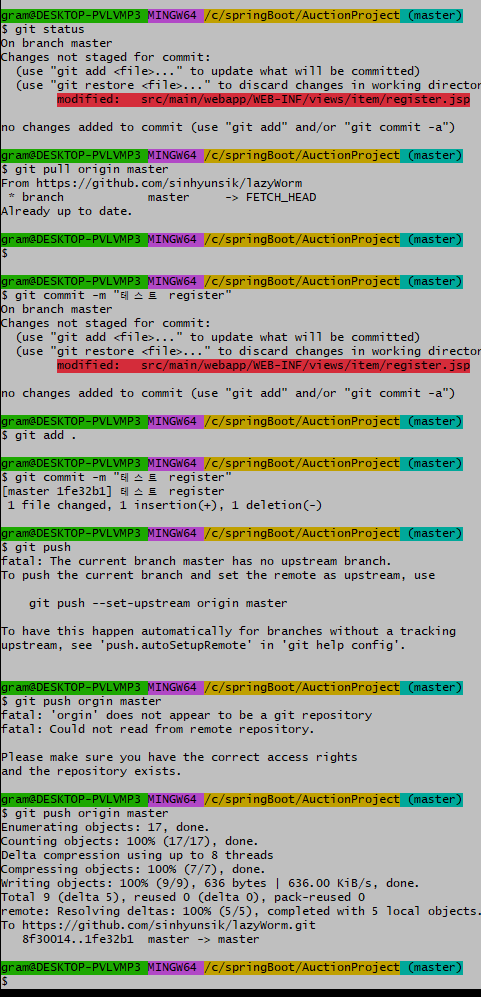 gram@DESKTOP-PVLVMP3 MINGW64 /c/springBoot/AuctionProject (master)
$ git status
On branch master
Changes not staged for commit:
  (use "git add <file>..." to update what will be committed)
  (use "git restore <file>..." to discard changes in working director
        modified:   src/main/webapp/WEB-INF/views/item/register.jsp

no changes added to commit (use "git add" and/or "git commit -a")

gram@DESKTOP-PVLVMP3 MINGW64 /c/springBoot/AuctionProject (master)
$ git pull origin master
From https://github.com/sinhyunsik/lazyWorm
 * branch            master     -> FETCH_HEAD
Already up to date.

gram@DESKTOP-PVLVMP3 MINGW64 /c/springBoot/AuctionProject (master)
$

gram@DESKTOP-PVLVMP3 MINGW64 /c/springBoot/AuctionProject (master)
$ git commit -m "테스트  register"
On branch master
Changes not staged for commit:
  (use "git add <file>..." to update what will be committed)
  (use "git restore <file>..." to discard changes in working director
        modified:   src/main/webapp/WEB-INF/views/item/register.jsp

no changes added to commit (use "git add" and/or "git commit -a")

gram@DESKTOP-PVLVMP3 MINGW64 /c/springBoot/AuctionProject (master)
$ git add .

gram@DESKTOP-PVLVMP3 MINGW64 /c/springBoot/AuctionProject (master)
$ git commit -m "테스트  register"
[master 1fe32b1] 테스트  register
 1 file changed, 1 insertion(+), 1 deletion(-)

gram@DESKTOP-PVLVMP3 MINGW64 /c/springBoot/AuctionProject (master)
$ git push
fatal: The current branch master has no upstream branch.
To push the current branch and set the remote as upstream, use

    git push --set-upstream origin master

To have this happen automatically for branches without a tracking
upstream, see 'push.autoSetupRemote' in 'git help config'.

gram@DESKTOP-PVLVMP3 MINGW64 /c/springBoot/AuctionProject (master)
$ git push orgin master
fatal: 'orgin' does not appear to be a git repository
fatal: Could not read from remote repository.

Please make sure you have the correct access rights
and the repository exists.

gram@DESKTOP-PVLVMP3 MINGW64 /c/springBoot/AuctionProject (master)
$ git push origin master
Enumerating objects: 17, done.
Counting objects: 100% (17/17), done.
Delta compression using up to 8 threads
Compressing objects: 100% (7/7), done.
Writing objects: 100% (9/9), 636 bytes | 636.00 KiB/s, done.
Total 9 (delta 5), reused 0 (delta 0), pack-reused 0
remote: Resolving deltas: 100% (5/5), completed with 5 local objects.
To https://github.com/sinhyunsik/lazyWorm.git
   8f30014..1fe32b1  master -> master

gram@DESKTOP-PVLVMP3 MINGW64 /c/springBoot/AuctionProject (master)
$